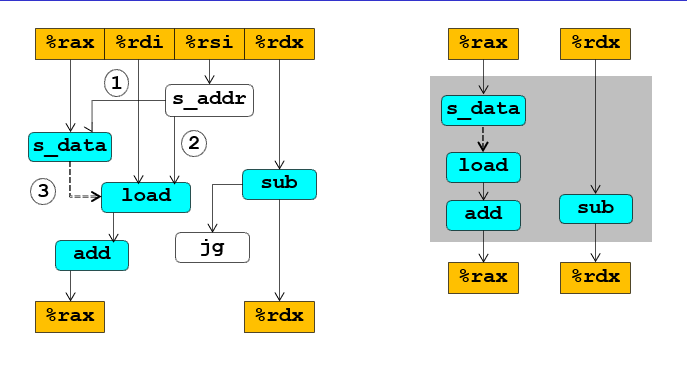 %rax %rdi %rsi %rdx
1
s_addr
s_data
2
3
load
sub
add
jg
%rax %rdx
%rax %rdx
s_data
load
add
sub
%rax %rdx